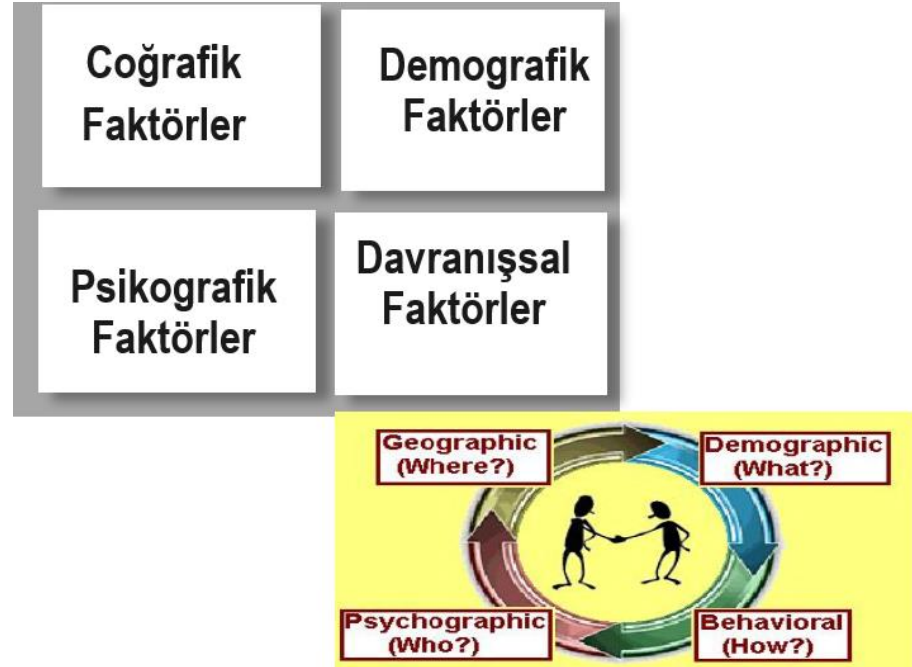 Coğrafik
Faktörler
Demografik
Faktörler
Psikografik
Faktörler
Davranışsal
Faktörler
Geographic
(Where?)
Demographic
(What?)
Psychographic
(Who?)
Behavioral
(How?)